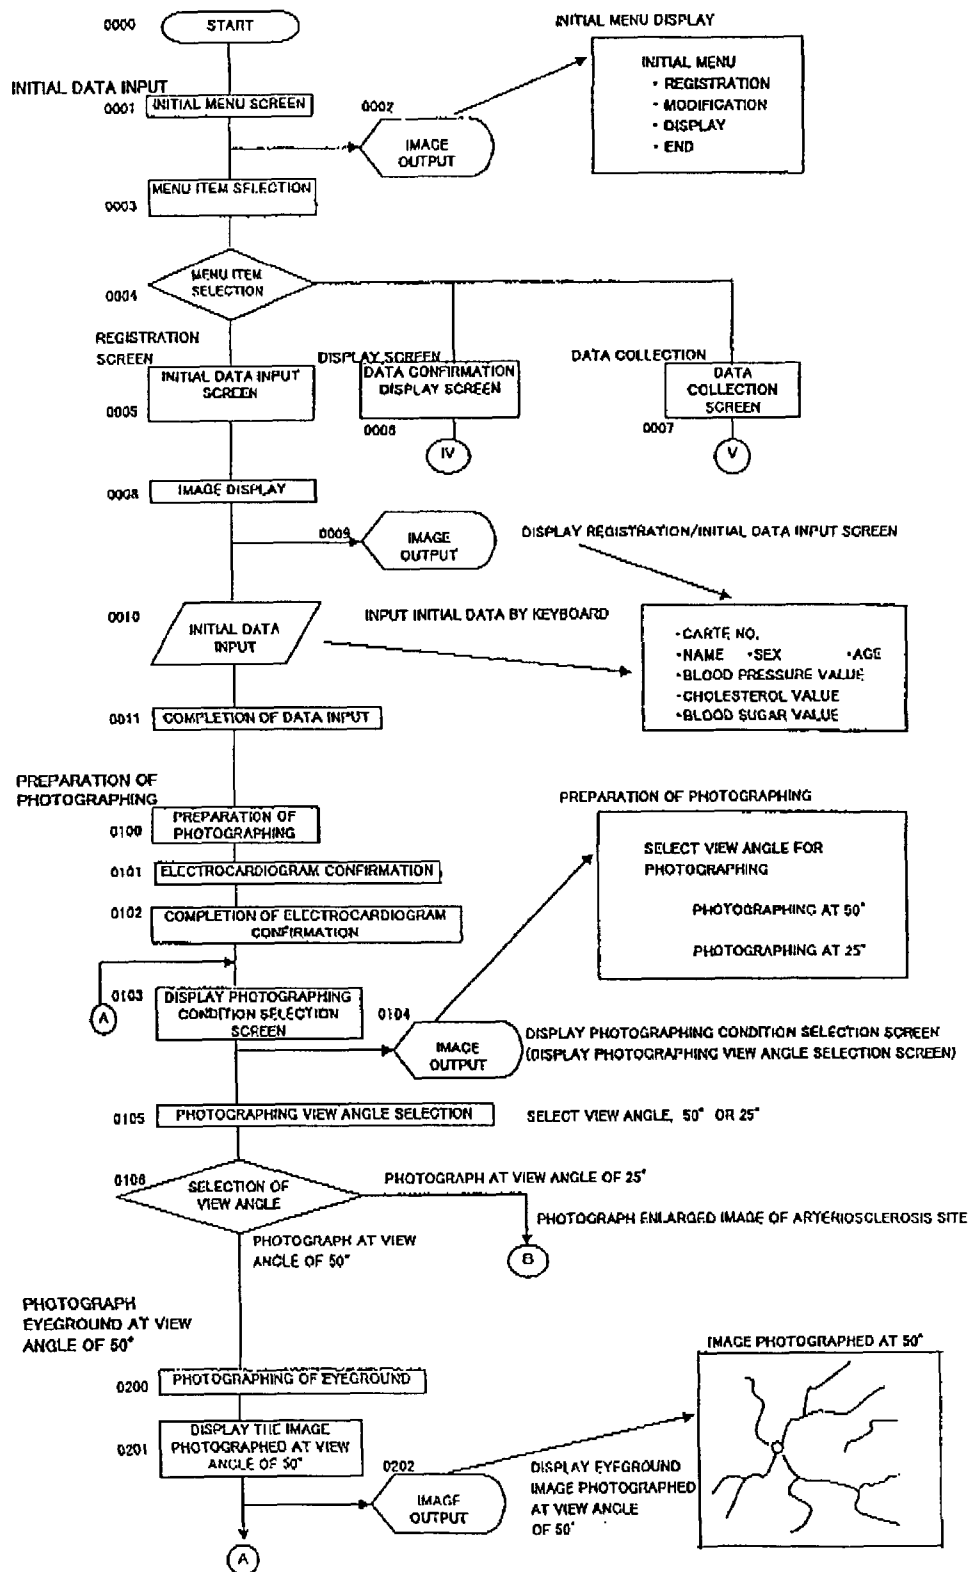 0000
START
INITIAL MENU DISPLAY
INITIAL MENU
・REGISTRATION
・MODIFICATION
・DISPLAY
・END
INITIAL DATA INPUT
0001
INITIAL MENU SCREEN
0002
IMAGE
OUTPUT
MENU ITEM SELECTION
0003
MENU ITEM
SELECTION
0004
REGISTRATION
SCREEN
INITIAL DATA INPUT
SCREEN
0005
DISPLAY SCREEN
DATA CONFIRMATION
DISPLAY SCREEN
0006
IV
DATA COLLECTION
DATA
COLLECTION
SCREEN
0007
V
0008
IMAGE DISPLAY
0009
IMAGE
OUTPUT
DISPLAY REGISTRATION/INITIAL DATA INPUT SCREEN
0010
INITIAL DATA
INPUT
INPUT INITIAL DATA BY KEYBOARD
・CARTE NO.
・NAME ・SEX ・AGE
・BLOOD PRESSURE VALUE
・CHOLESTEROL VALUE
・BLOOD SUGAR VALUE
0011
COMPLETION OF DATA INPUT
PREPARATION OF
PHOTOGRAPHING
0100
PREPARATION OF
PHOTOGRAPHING
PREPARATION OF PHOTOGRAPHING
SELECT VIEW ANGLE FOR
PHOTOGRAPHING
PHOTOGRAPHING AT 50°
PHOTOGRAPHING AT 25°
0101
ELECTROCARDIOGRAM CONFIRMATION
0102
COMPLETION OF ELECTROCARDIOGRAM
CONFIRMATION
A
0103
DISPLAY PHOTOGRAPHING
CONDITION SELECTION
SCREEN
0104
IMAGE
OUTPUT
DISPLAY PHOTOGRAPHING CONDITION SELECTION SCREEN
(DISPLAY PHOTOGRAPHING VIEW ANGLE SELECTION SCREEN)
0105
PHOTOGRAPHING VIEW ANGLE SELECTION
SELECT VIEW ANGLE, 50° OR 25°
0106
SELECTION OF
VIEW ANGLE
PHOTOGRAPH AT VIEW ANGLE OF 25°
PHOTOGRAPH ENLARGED IMAGE OF ARTERIOSCLEROSIS SITE
B
PHOTOGRAPH AT VIEW
ANGLE OF 50°
PHOTOGRAPH
EYEGROUND AT VIEW
ANGLE OF 50°
0200
PHOTOGRAPHING OF EYEGROUND
0201
DISPLAY THE IMAGE
PHOTOGRAPHED AT VIEW
ANGLE OF 50°
0202
IMAGE
OUTPUT
DISPLAY EYEGROUND
IMAGE PHOTOGRAPHED
AT VIEW ANGLE
OF 50°
IMAGE PHOTOGRAPHED AT 50°
A